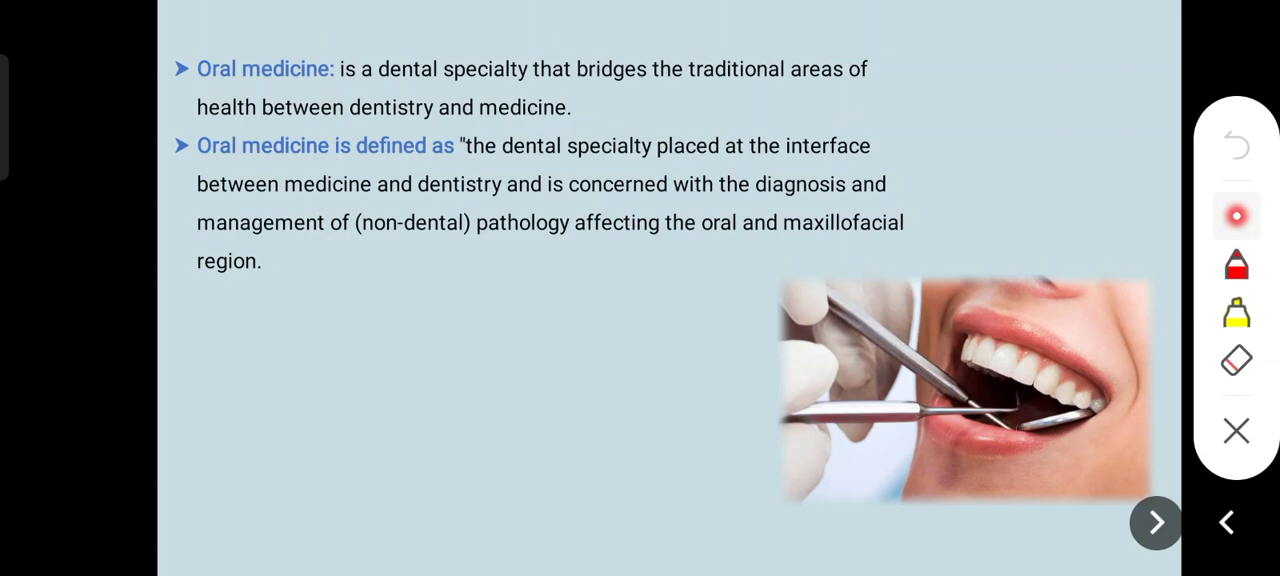 Oral medicine: is a dental specialty that bridges the traditional areas of
health between dentistry and medicine.
Oral medicine is defined as "the dental specialty placed at the interface
between medicine and dentistry and is concerned with the diagnosis and
management of (non-dental) pathology affecting the oral and maxillofacial
region.